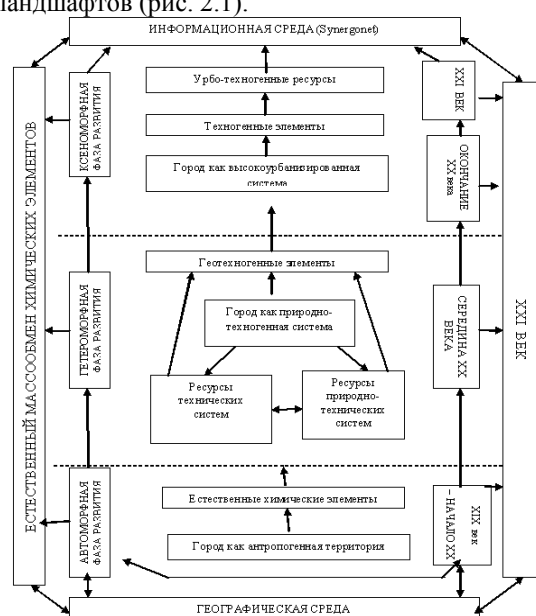 ландшафтов (рис. 2.1).
ИНФОРМАЦИОННАЯ СРЕДА (Synergonet)
ЕСТЕСТВЕННЫЙ МАССООБМЕН ХИМИЧЕСКИХ ЭЛЕМЕНТОВ
КСЕНОМОРФНАЯ
ФАЗА РАЗВИТИЯ
Урбо-техногенные ресурсы
Техногенные элементы
Город как высокоурбанизированная
система
XXI ВЕК
ОКОНЧАНИЕ
XX века
XXI ВЕК
ГЕТЕРОМОРФНАЯ
ФАЗА РАЗВИТИЯ
Геотехногенные элементы
Город как природно-
техногенная система
Ресурсы
технических
систем
Ресурсы
природно-
технических
систем
СЕРЕДИНА XX
ВЕКА
АВТОМОРФНАЯ
ФАЗА РАЗВИТИЯ
Естественные химические элементы
Город как антропогенная территория
XIX век
– НАЧАЛО XX
ГЕОГРАФИЧЕСКАЯ СРЕДА